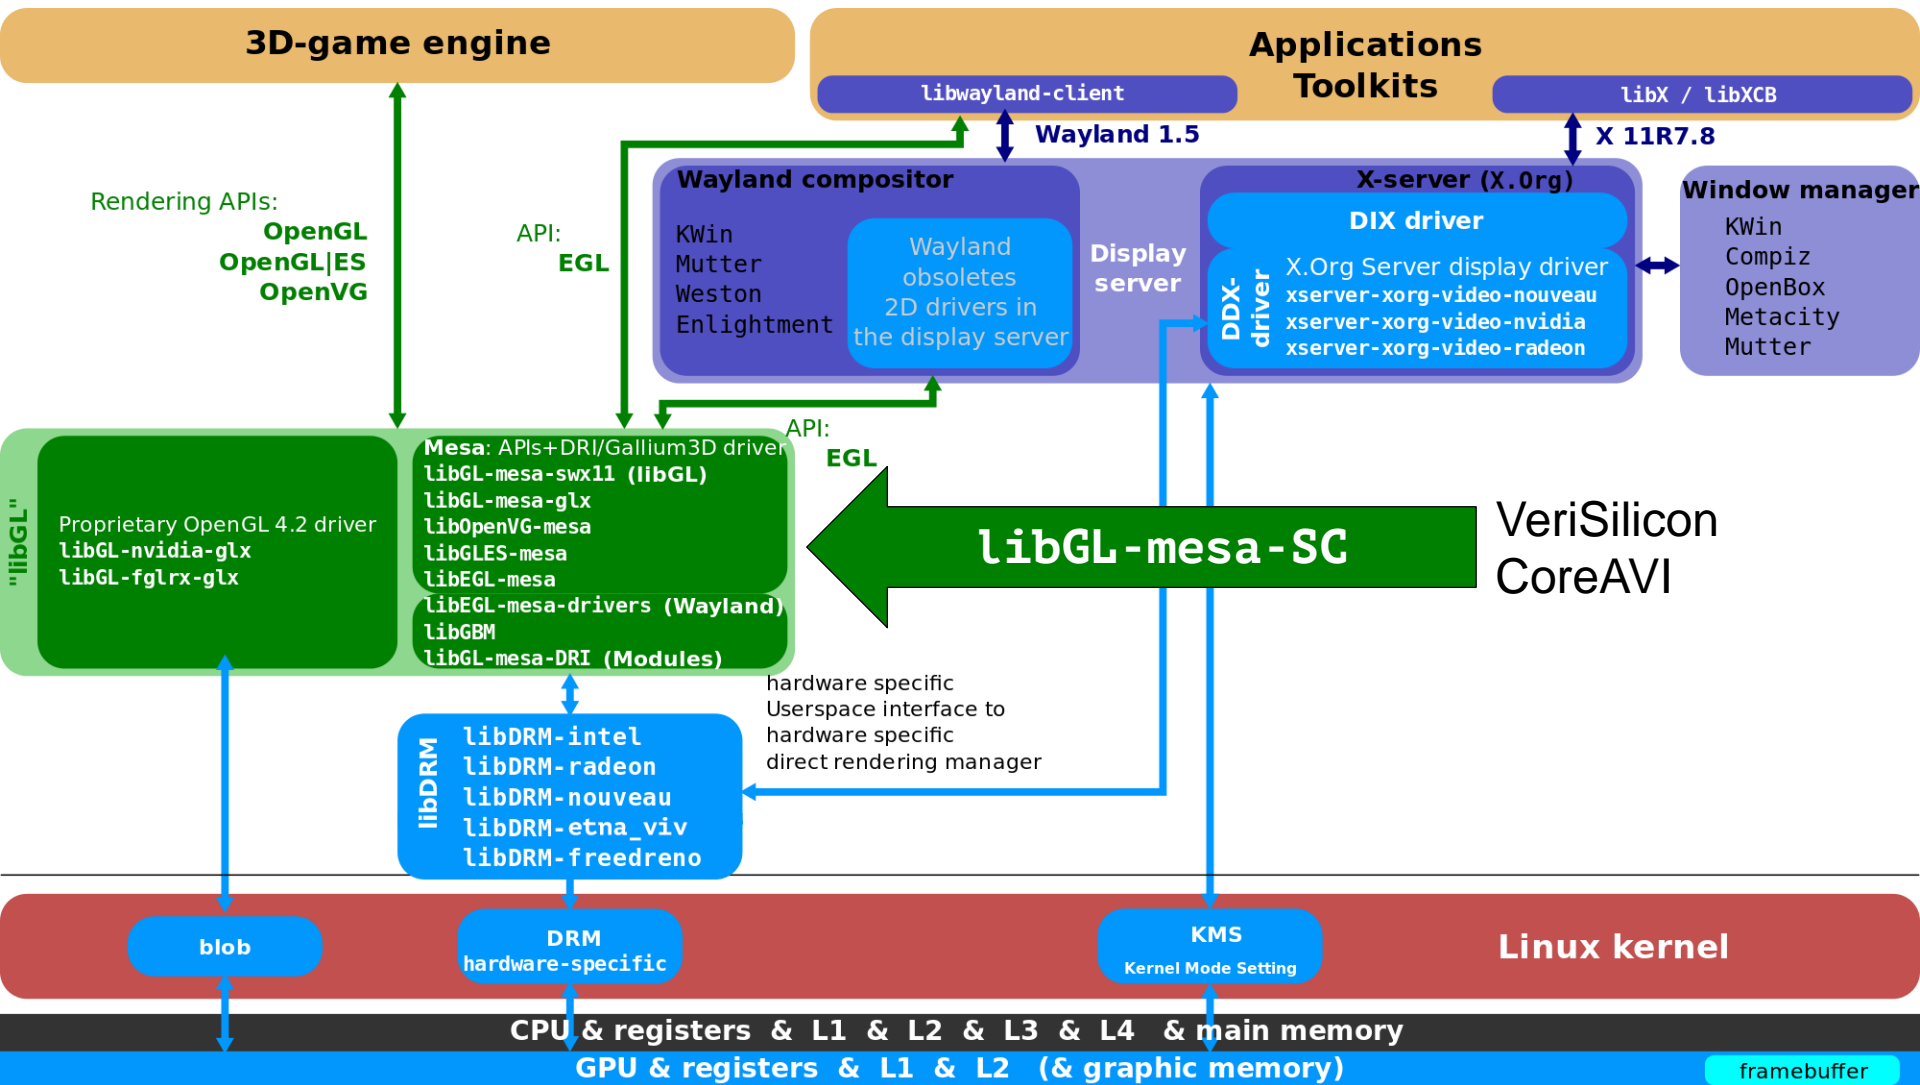 3D-game engine
Applications
Toolkits
libwayland-client
libX / libXCB
Wayland 1.5
X 11R7.8
Rendering APIs:
OpenGL
OpenGL|ES
OpenVG
API:
EGL
Wayland compositor
KWin
Mutter
Weston
Enlightment
Wayland
obsoletes
2D drivers in
the display server
Display
server
X-server (X.Org)
DIX driver
DDX-
driver
X.Org Server display driver
xserver-xorg-video-nouveau
xserver-xorg-video-nvidia
xserver-xorg-video-radeon
Window manager
KWin
Compiz
OpenBox
Metacity
Mutter
API:
EGL
"libGL"
Proprietary OpenGL 4.2 driver
libGL-nvidia-glx
libGL-fglrx-glx
Mesa: APIs+DRI/Gallium3D driver
libGL-mesa-swx11 (libGL)
libGL-mesa-glx
libOpenVG-mesa
libGLES-mesa
libEGL-mesa
libEGL-mesa-drivers (Wayland)
libGBM
libGL-mesa-DRI (Modules)
libGL-mesa-SC
VeriSilicon
CoreAVI
hardware specific
Userspace interface to
hardware specific
direct rendering manager
libDRM
libDRM-intel
libDRM-radeon
libDRM-nouveau
libDRM-etna_viv
libDRM-freedreno
blob
DRM
hardware-specific
KMS
Kernel Mode Setting
Linux kernel
CPU & registers & L1 & L2 & L3 & L4 & main memory
GPU & registers & L1 & L2 (& graphic memory)
framebuffer